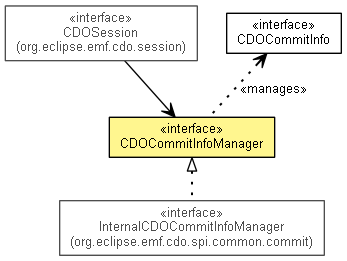 «interface»
CDOSession
(org.eclipse.emf.cdo.session)
«interface»
CDOCommitInfo
«manages»
«interface»
CDOCommitInfoManager
«interface»
InternalCDOCommitInfoManager
(org.eclipse.emf.cdo.spi.common.commit)